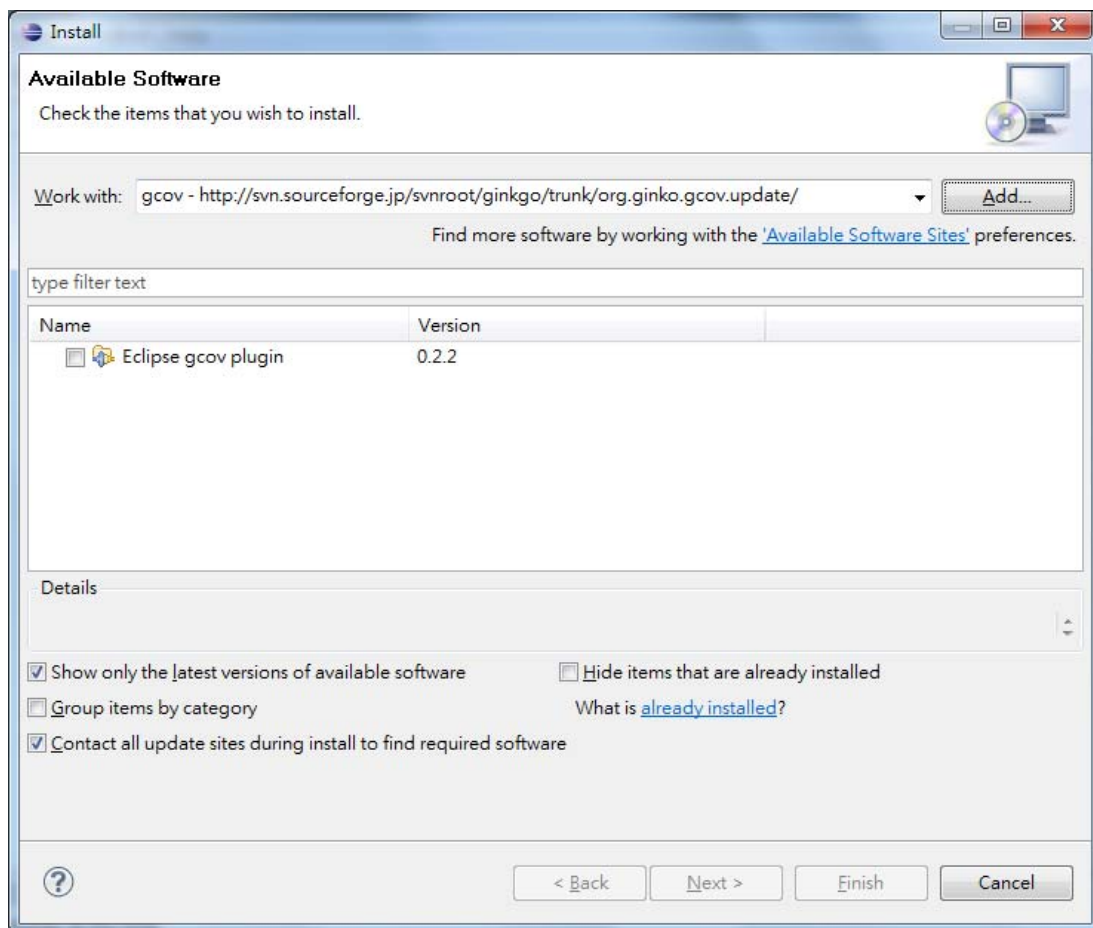 Install
Available Software
Check the items that you wish to install.
Work with: gcov - http://svn.sourceforge.jp/svnroot/ginkgo/trunk/org.ginko.gcov.update/ Add...
Find more software by working with the 'Available Software Sites' preferences.
type filter text
Name Version
Eclipse gcov plugin 0.2.2
Details
Show only the latest versions of available software Hide items that are already installed
Group items by category What is already installed?
Contact all update sites during install to find required software
? < Back Next > Finish Cancel